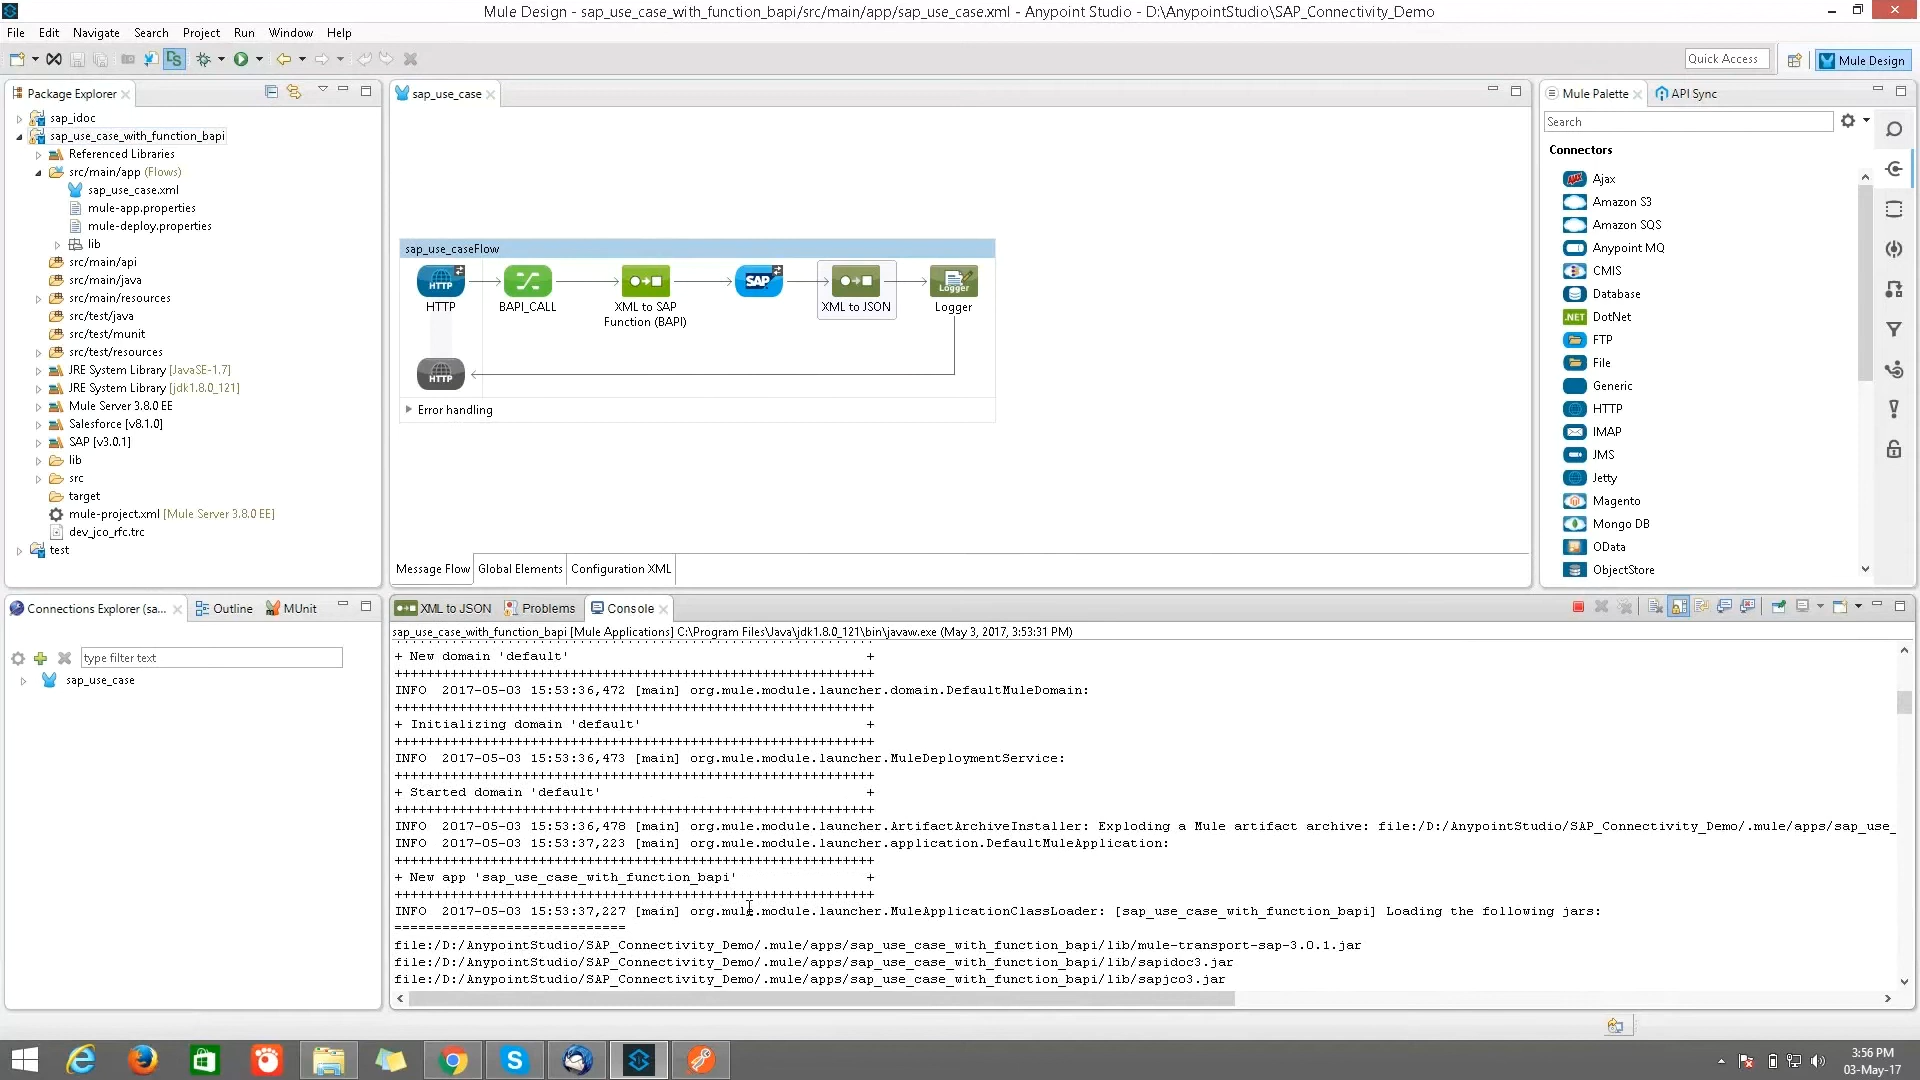 Mule Design - sap_use_case_with_function_bapi/src/main/app/sap_use_case.xml - Anypoint Studio - D:\AnypointStudio\SAP_Connectivity_Demo
File Edit Navigate Search Project Run Window Help
Quick Access
Mule Design
Package Explorer
sap_idoc
sap_use_case_with_function_bapi
Referenced Libraries
src/main/app (Flows)
sap_use_case.xml
mule-app.properties
mule-deploy.properties
lib
src/main/api
src/main/java
src/main/resources
src/test/java
src/test/munit
src/test/resources
JRE System Library [JavaSE-1.7]
JRE System Library [jdk1.8.0_121]
Mule Server 3.8.0 EE
Salesforce [v8.1.0]
SAP [v3.0.1]
lib
src
target
mule-project.xml [Mule Server 3.8.0 EE]
dev_jco_rfc.trc
test
sap_use_case
sap_use_caseFlow
HTTP
SAP
Logger
HTTP
BAPI_CALL
XML to SAP
Function (BAPI)
XML to JSON
Logger
HTTP
Error handling
Message Flow Global Elements Configuration XML
Mule Palette API Sync
Search
Connectors
Ajax
Amazon S3
Amazon SQS
Anypoint MQ
CMIS
Database
.NET DotNet
FTP
File
Generic
HTTP
IMAP
JMS
Jetty
Magento
Mongo DB
OData
ObjectStore
Connections Explorer (sa... Outline MUnit
type filter text
sap_use_case
XML to JSON Problems Console
sap_use_case_with_function_bapi [Mule Applications] C:\Program Files\Java\jdk1.8.0_121\bin\javaw.exe (May 3, 2017, 3:53:31 PM)
+ New domain 'default' +
++++++++++++++++++++++++++++++++++++++++++++++++++++++++++++
INFO 2017-05-03 15:53:36,472 [main] org.mule.module.launcher.domain.DefaultMuleDomain:
++++++++++++++++++++++++++++++++++++++++++++++++++++++++++++
+ Initializing domain 'default' +
++++++++++++++++++++++++++++++++++++++++++++++++++++++++++++
INFO 2017-05-03 15:53:36,473 [main] org.mule.module.launcher.MuleDeploymentService:
++++++++++++++++++++++++++++++++++++++++++++++++++++++++++++
+ Started domain 'default' +
++++++++++++++++++++++++++++++++++++++++++++++++++++++++++++
INFO 2017-05-03 15:53:36,478 [main] org.mule.module.launcher.ArtifactArchiveInstaller: Exploding a Mule artifact archive: file:/D:/AnypointStudio/SAP_Connectivity_Demo/.mule/apps/sap_use_
INFO 2017-05-03 15:53:37,223 [main] org.mule.module.launcher.application.DefaultMuleApplication:
++++++++++++++++++++++++++++++++++++++++++++++++++++++++++++
+ New app 'sap_use_case_with_function_bapi' +
++++++++++++++++++++++++++++++++++++++++++++++++++++++++++++
INFO 2017-05-03 15:53:37,227 [main] org.mule.module.launcher.MuleApplicationClassLoader: [sap_use_case_with_function_bapi] Loading the following jars:
=============================
file:/D:/AnypointStudio/SAP_Connectivity_Demo/.mule/apps/sap_use_case_with_function_bapi/lib/mule-transport-sap-3.0.1.jar
file:/D:/AnypointStudio/SAP_Connectivity_Demo/.mule/apps/sap_use_case_with_function_bapi/lib/sapidoc3.jar
file:/D:/AnypointStudio/SAP_Connectivity_Demo/.mule/apps/sap_use_case_with_function_bapi/lib/sapjco3.jar
3:56 PM
03-May-17